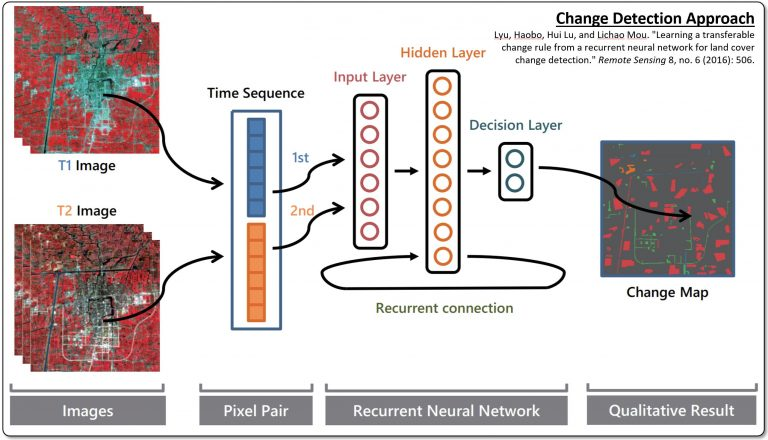 Change Detection Approach
Lyu, Haobo, Hui Lu, and Lichao Mou. "Learning a transferable
change rule from a recurrent neural network for land cover
change detection." Remote Sensing 8, no. 6 (2016): 506.
Hidden Layer
Input Layer
Time Sequence
Decision Layer
T1 Image
1st
T2 Image
2nd
Recurrent connection
Change Map
Images
Pixel Pair
Recurrent Neural Network
Qualitative Result